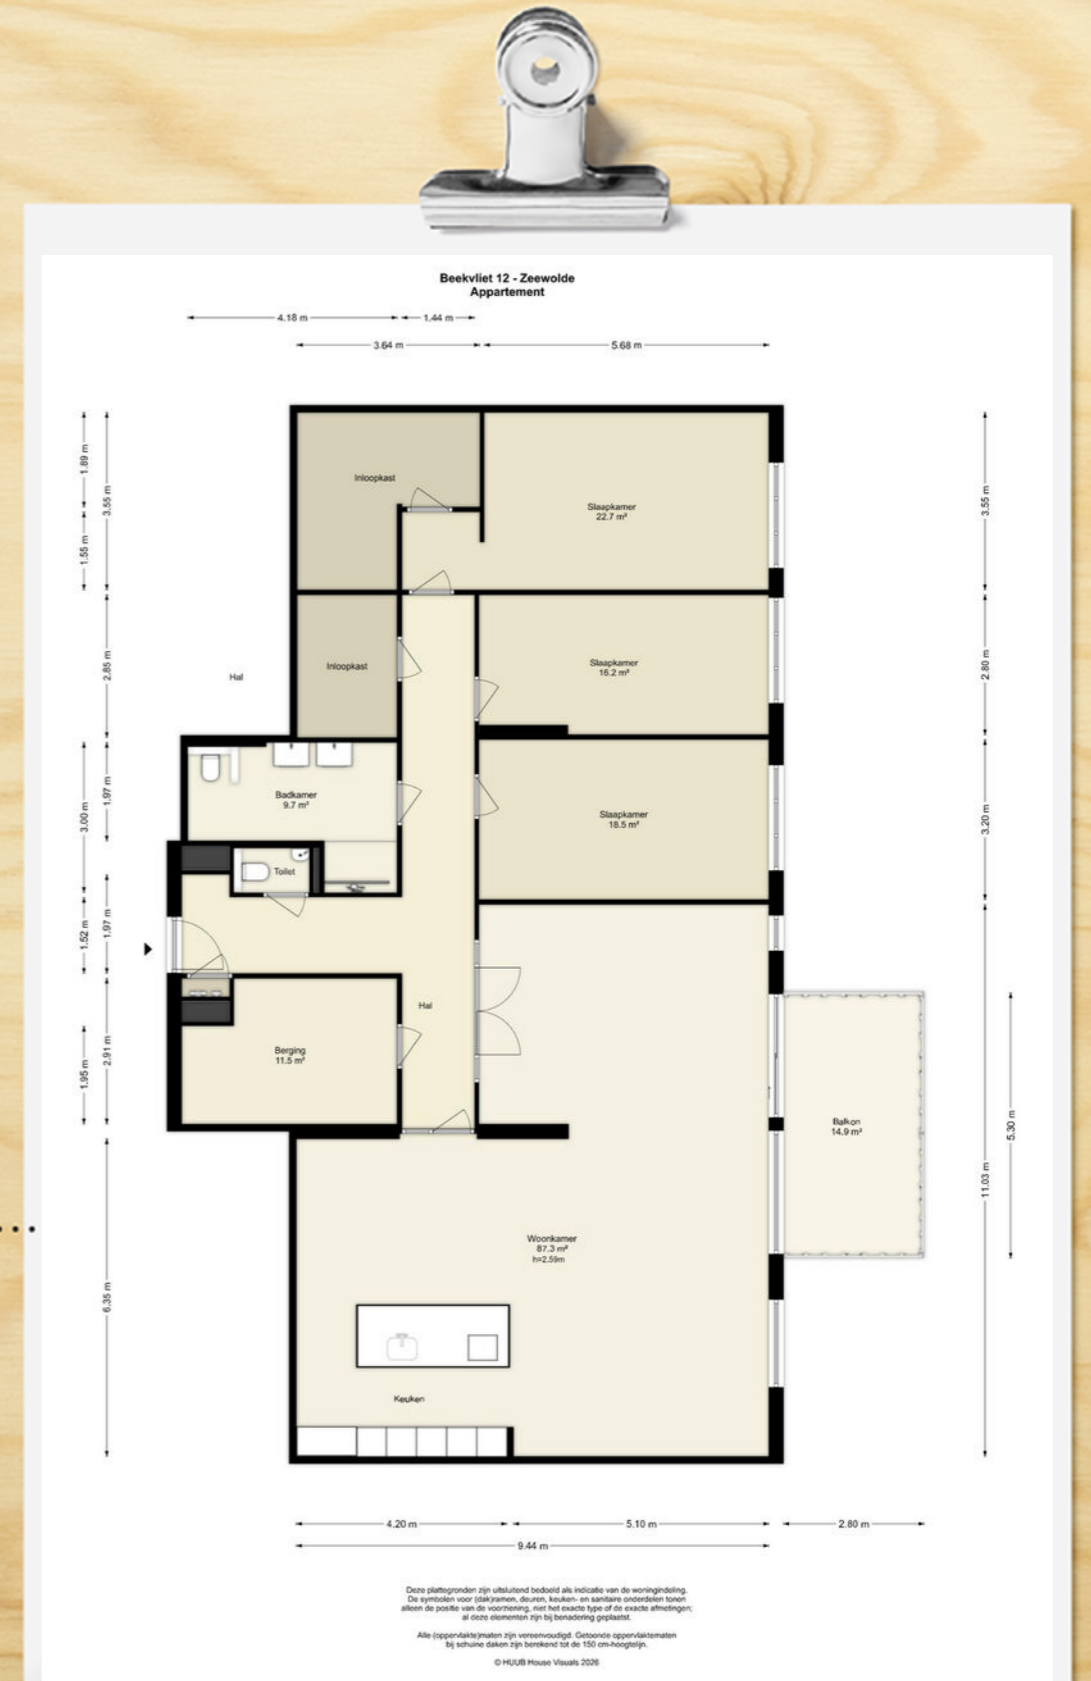 Beekvliet 12 - Zeewolde
Appartement
4.18 m
1.44 m
3.64 m
5.68 m
1.89 m
3.55 m
1.55 m
3.55 m
Inloopkast
Slaapkamer
22.7 m²
2.85 m
2.80 m
Hal
Inloopkast
Slaapkamer
16.2 m²
3.00 m
1.97 m
3.20 m
Badkamer
9.7 m²
Slaapkamer
18.5 m²
Toilet
1.52 m
1.97 m
Hal
Berging
11.5 m²
1.95 m
2.91 m
Balkon
14.9 m²
5.30 m
11.03 m
Woonkamer
87.3 m²
h=2.59m
6.35 m
Keuken
4.20 m
5.10 m
2.80 m
9.44 m
Deze plattegronden zijn uitsluitend bedoeld als indicatie van de woningindeling.
De symbolen voor (dak)ramen, deuren, keuken- en sanitaire onderdelen tonen
alleen de positie van de voorziening, niet het exacte type of de exacte afmetingen;
al deze elementen zijn bij benadering geplaatst.
Alle (oppervlakte)maten zijn vereenvoudigd. Getoonde oppervlaktematen
bij schuine daken zijn berekend tot de 150 cm-hoogtelijn.
© HUUB House Visuals 2026